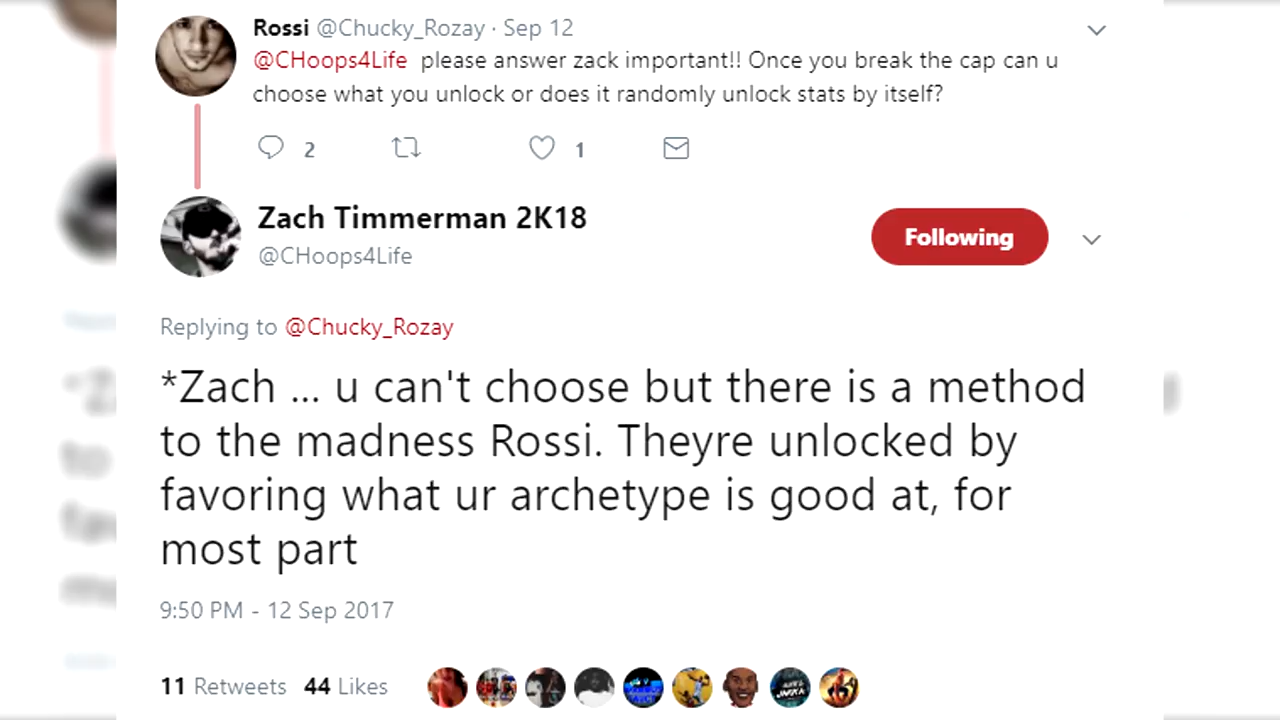 Rossi @Chucky_Rozay · Sep 12
@CHoops4Life please answer zack important!! Once you break the cap can u
choose what you unlock or does it randomly unlock stats by itself?
2 1
Zach Timmerman 2K18
Following
@CHoops4Life
Replying to @Chucky_Rozay
*Zach ... u can't choose but there is a method
to the madness Rossi. Theyre unlocked by
favoring what ur archetype is good at, for
most part
9:50 PM - 12 Sep 2017
11 Retweets 44 Likes